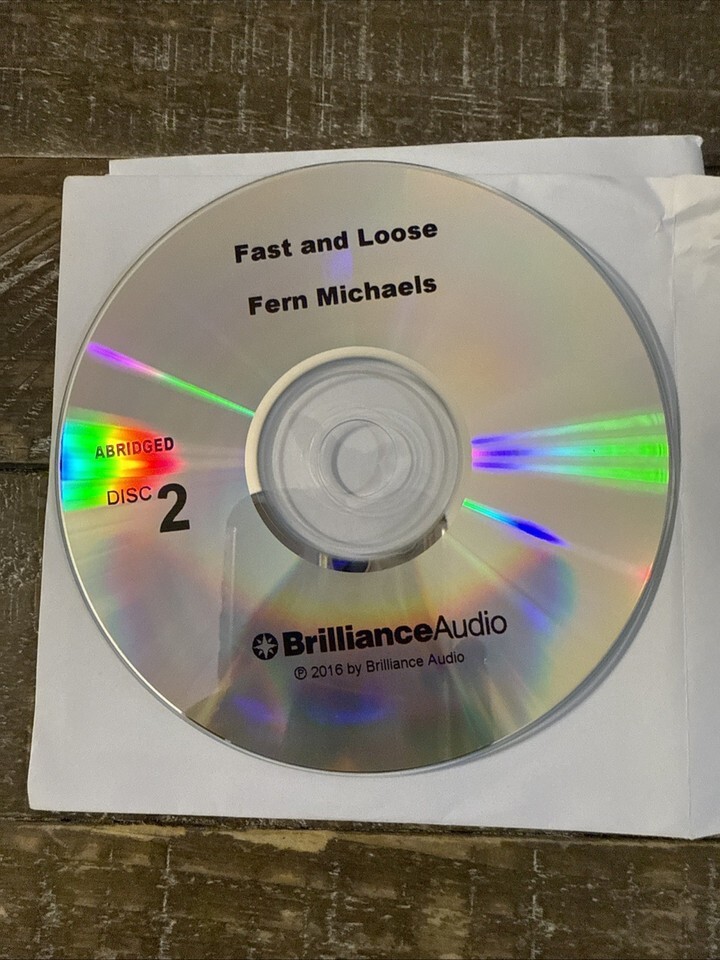 Fast and Loose
Fern Michaels
ABRIDGED
DISC 2
BrillianceAudio
℗ 2016 by Brilliance Audio